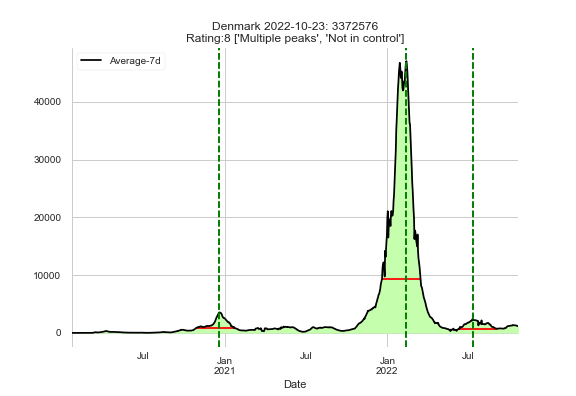 Denmark 2022-10-23: 3372576
Rating:8 ['Multiple peaks', 'Not in control']
Average-7d
40000
30000
20000
10000
0
Jul
Jan
2021
Jul
Jan
2022
Jul
Date